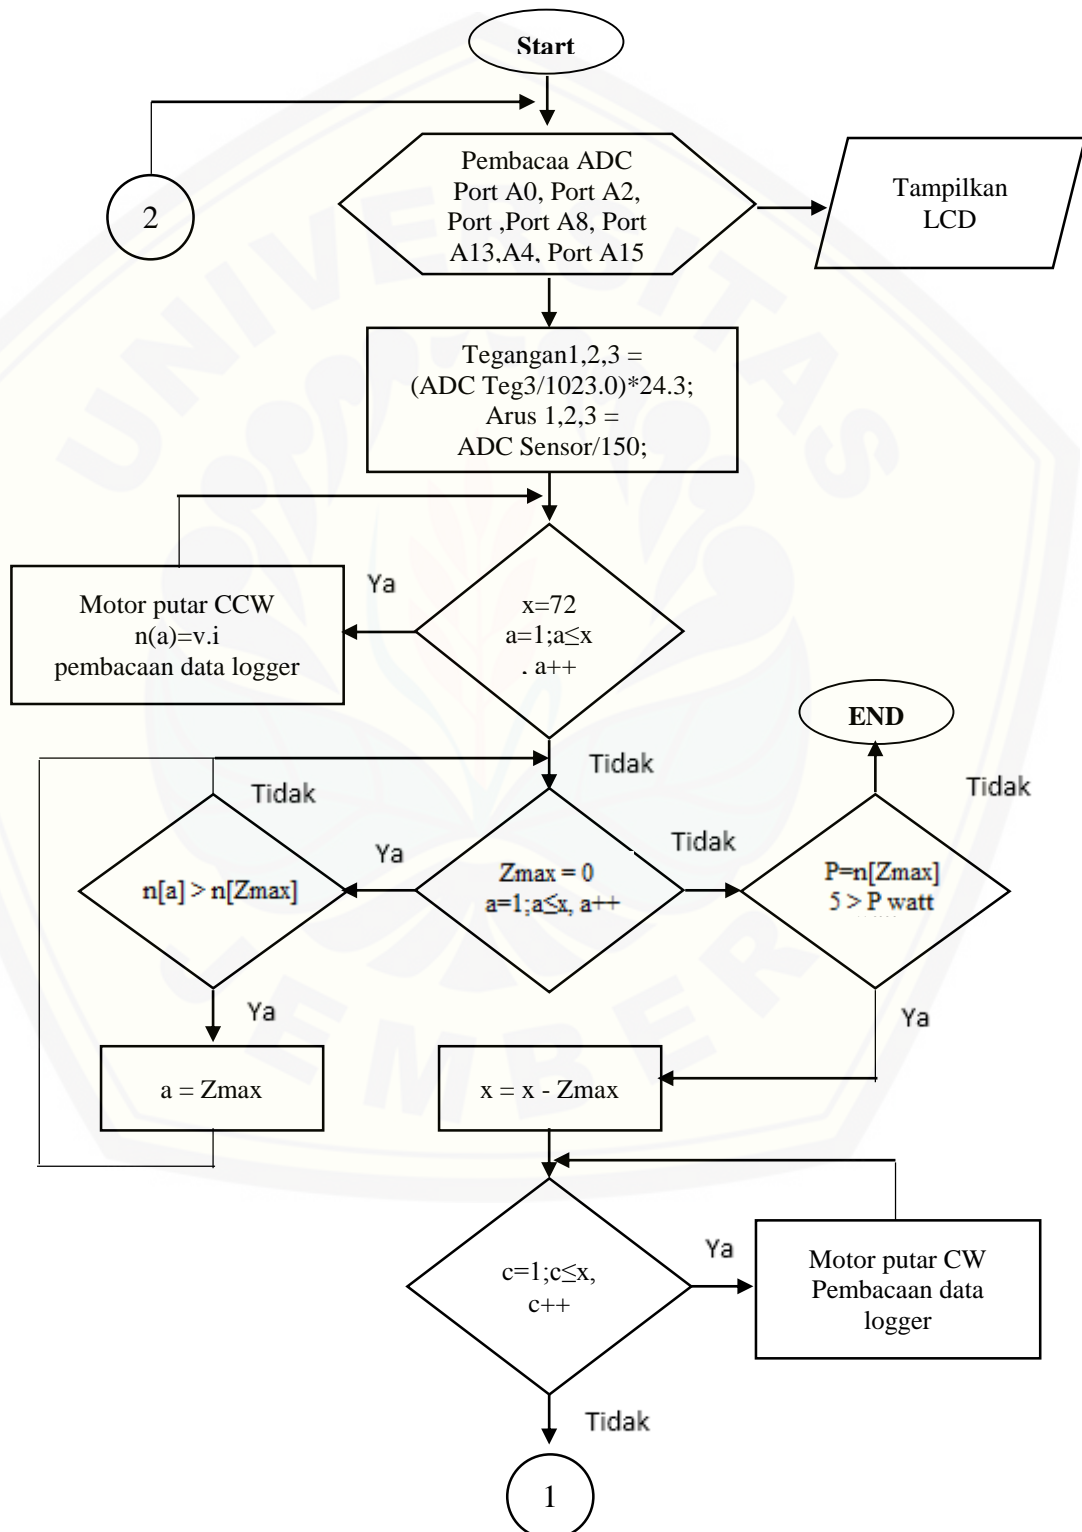 Start
Pembacaa ADC
Port A0, Port A2,
Port ,Port A8, Port
A13,A4, Port A15
Tampilkan
LCD
2
Tegangan1,2,3 =
(ADC Teg3/1023.0)*24.3;
Arus 1,2,3 =
ADC Sensor/150;
Ya
Motor putar CCW
n(a)=v.i
pembacaan data logger
x=72
a=1;a≤x
. a++
END
Tidak
Tidak
Tidak
Ya
Tidak
n[a] > n[Zmax]
Zmax = 0
a=1;a≤x, a++
P=n[Zmax]
5 > P watt
Ya
Ya
a = Zmax
x = x - Zmax
c=1;c≤x,
c++
Ya
Motor putar CW
Pembacaan data
logger
Tidak
1
UNIVERSITAS
JEMBER